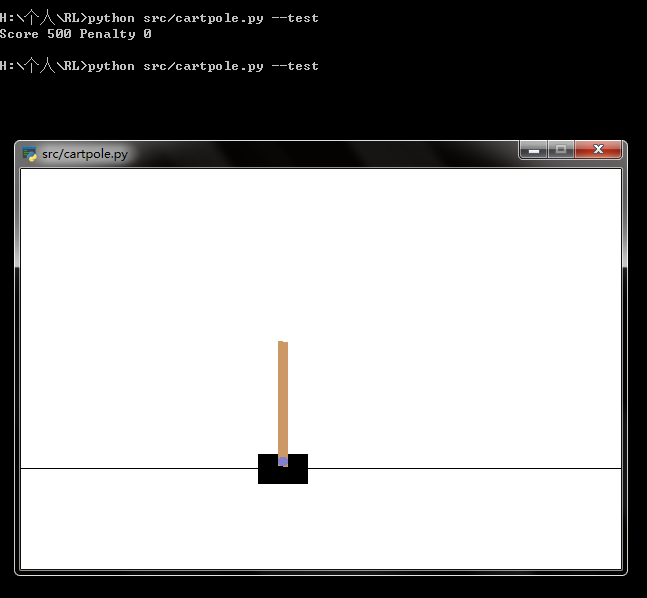 H:\个人\RL>python src/cartpole.py --test
Score 500 Penalty 0
H:\个人\RL>python src/cartpole.py --test
src/cartpole.py